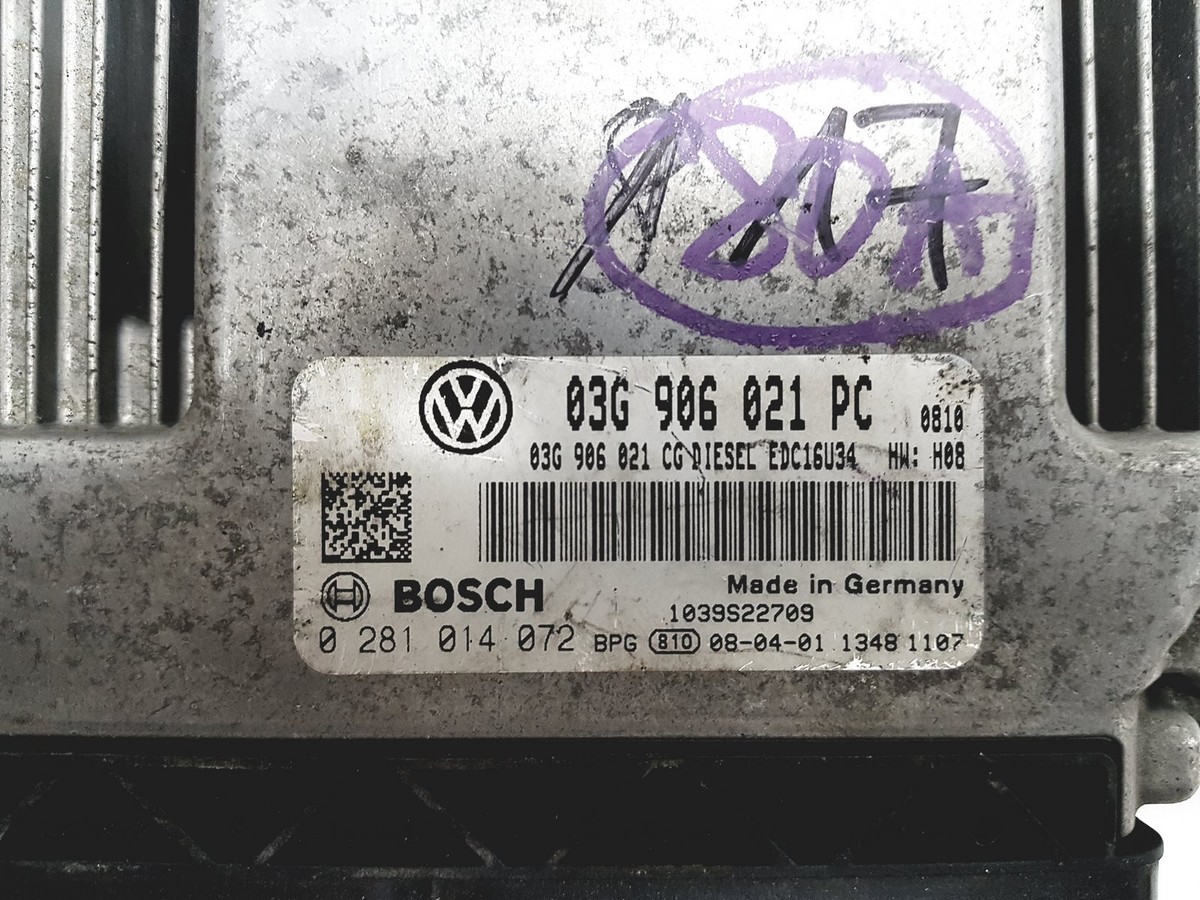 03G 906 021 PC 0810
03G 906 021 CG DIESEL EDC16U34 HW: H08
BOSCH
Made in Germany
1039S22709
0 281 014 072 BPG 810 08-04-01 1348 1107